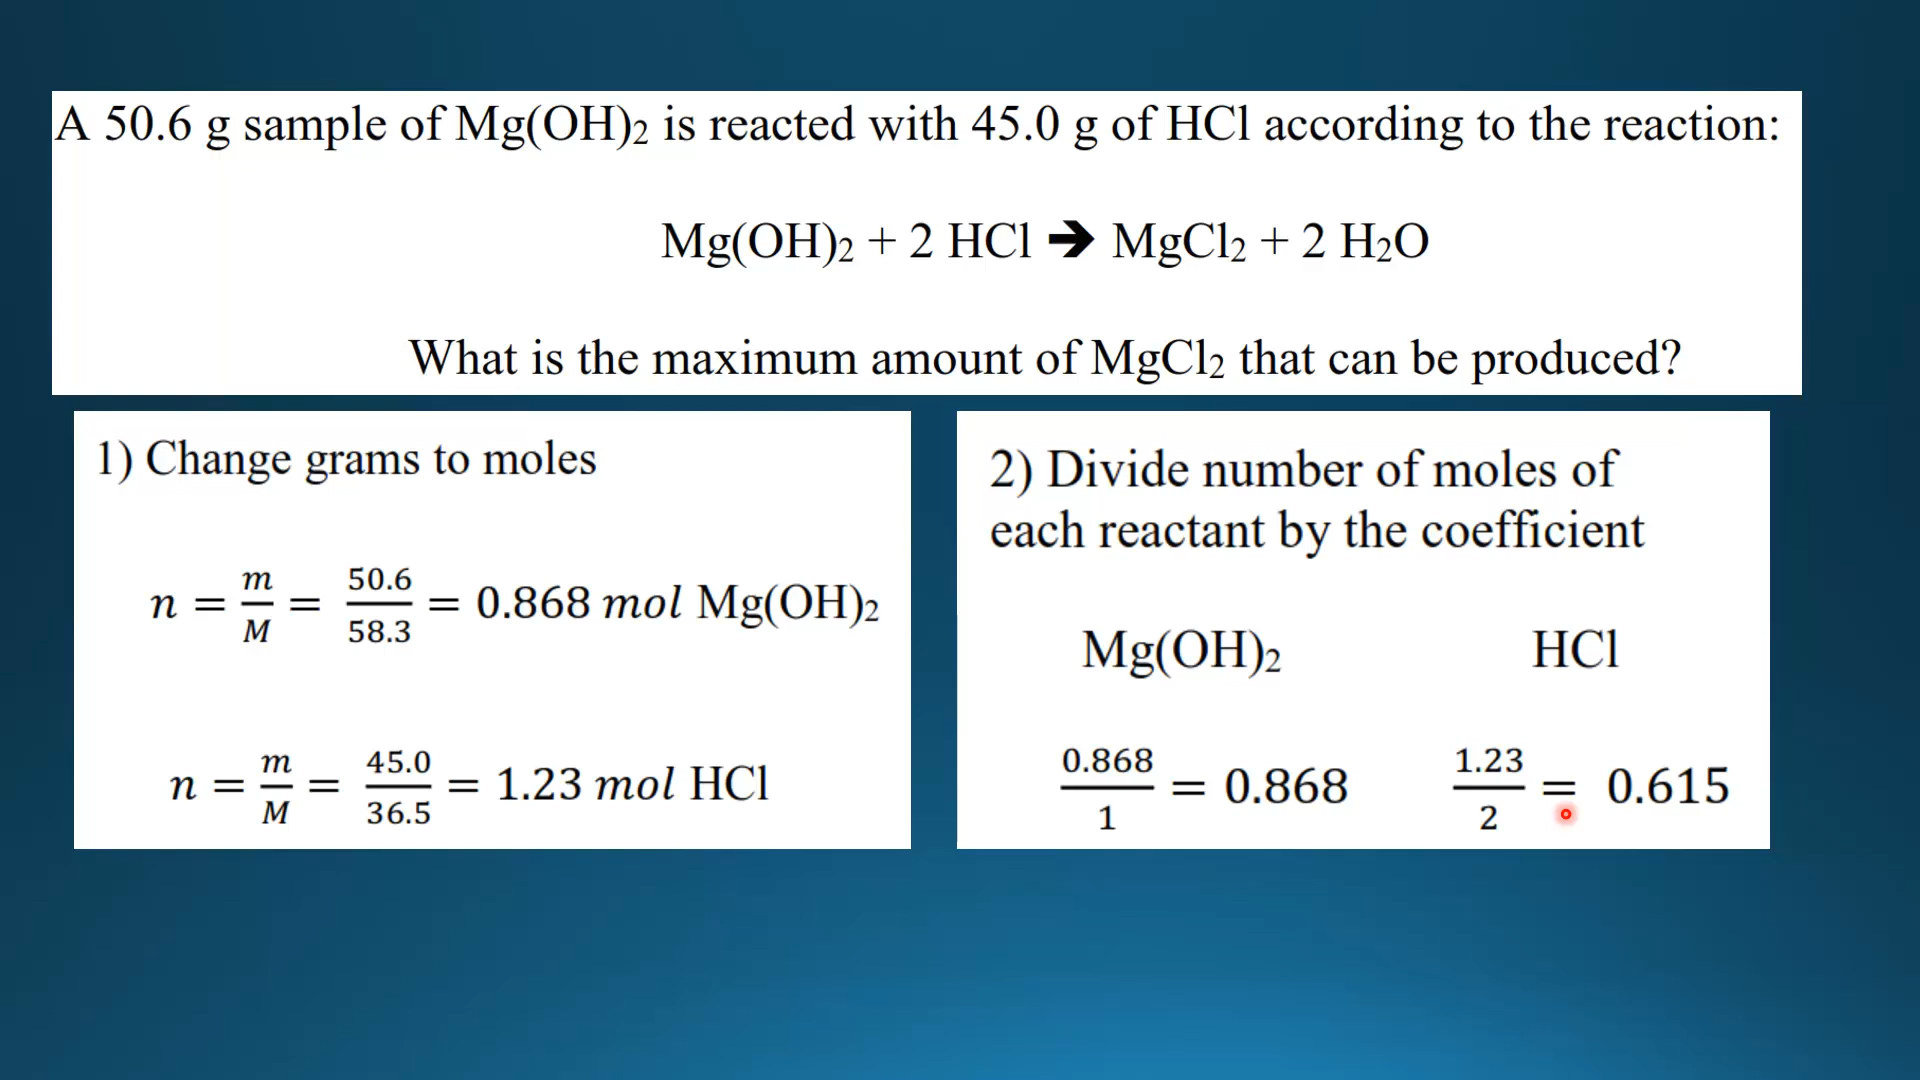 A 50.6 g sample of Mg(OH)₂ is reacted with 45.0 g of HCl according to the reaction:
Mg(OH)₂ + 2 HCl 🡺 MgCl₂ + 2 H₂O
What is the maximum amount of MgCl₂ that can be produced?
1) Change grams to moles
n = m/M = 50.6/58.3 = 0.868 mol Mg(OH)₂
n = m/M = 45.0/36.5 = 1.23 mol HCl
2) Divide number of moles of
each reactant by the coefficient
Mg(OH)₂ HCl
0.868/1 = 0.868 1.23/2 = 0.615